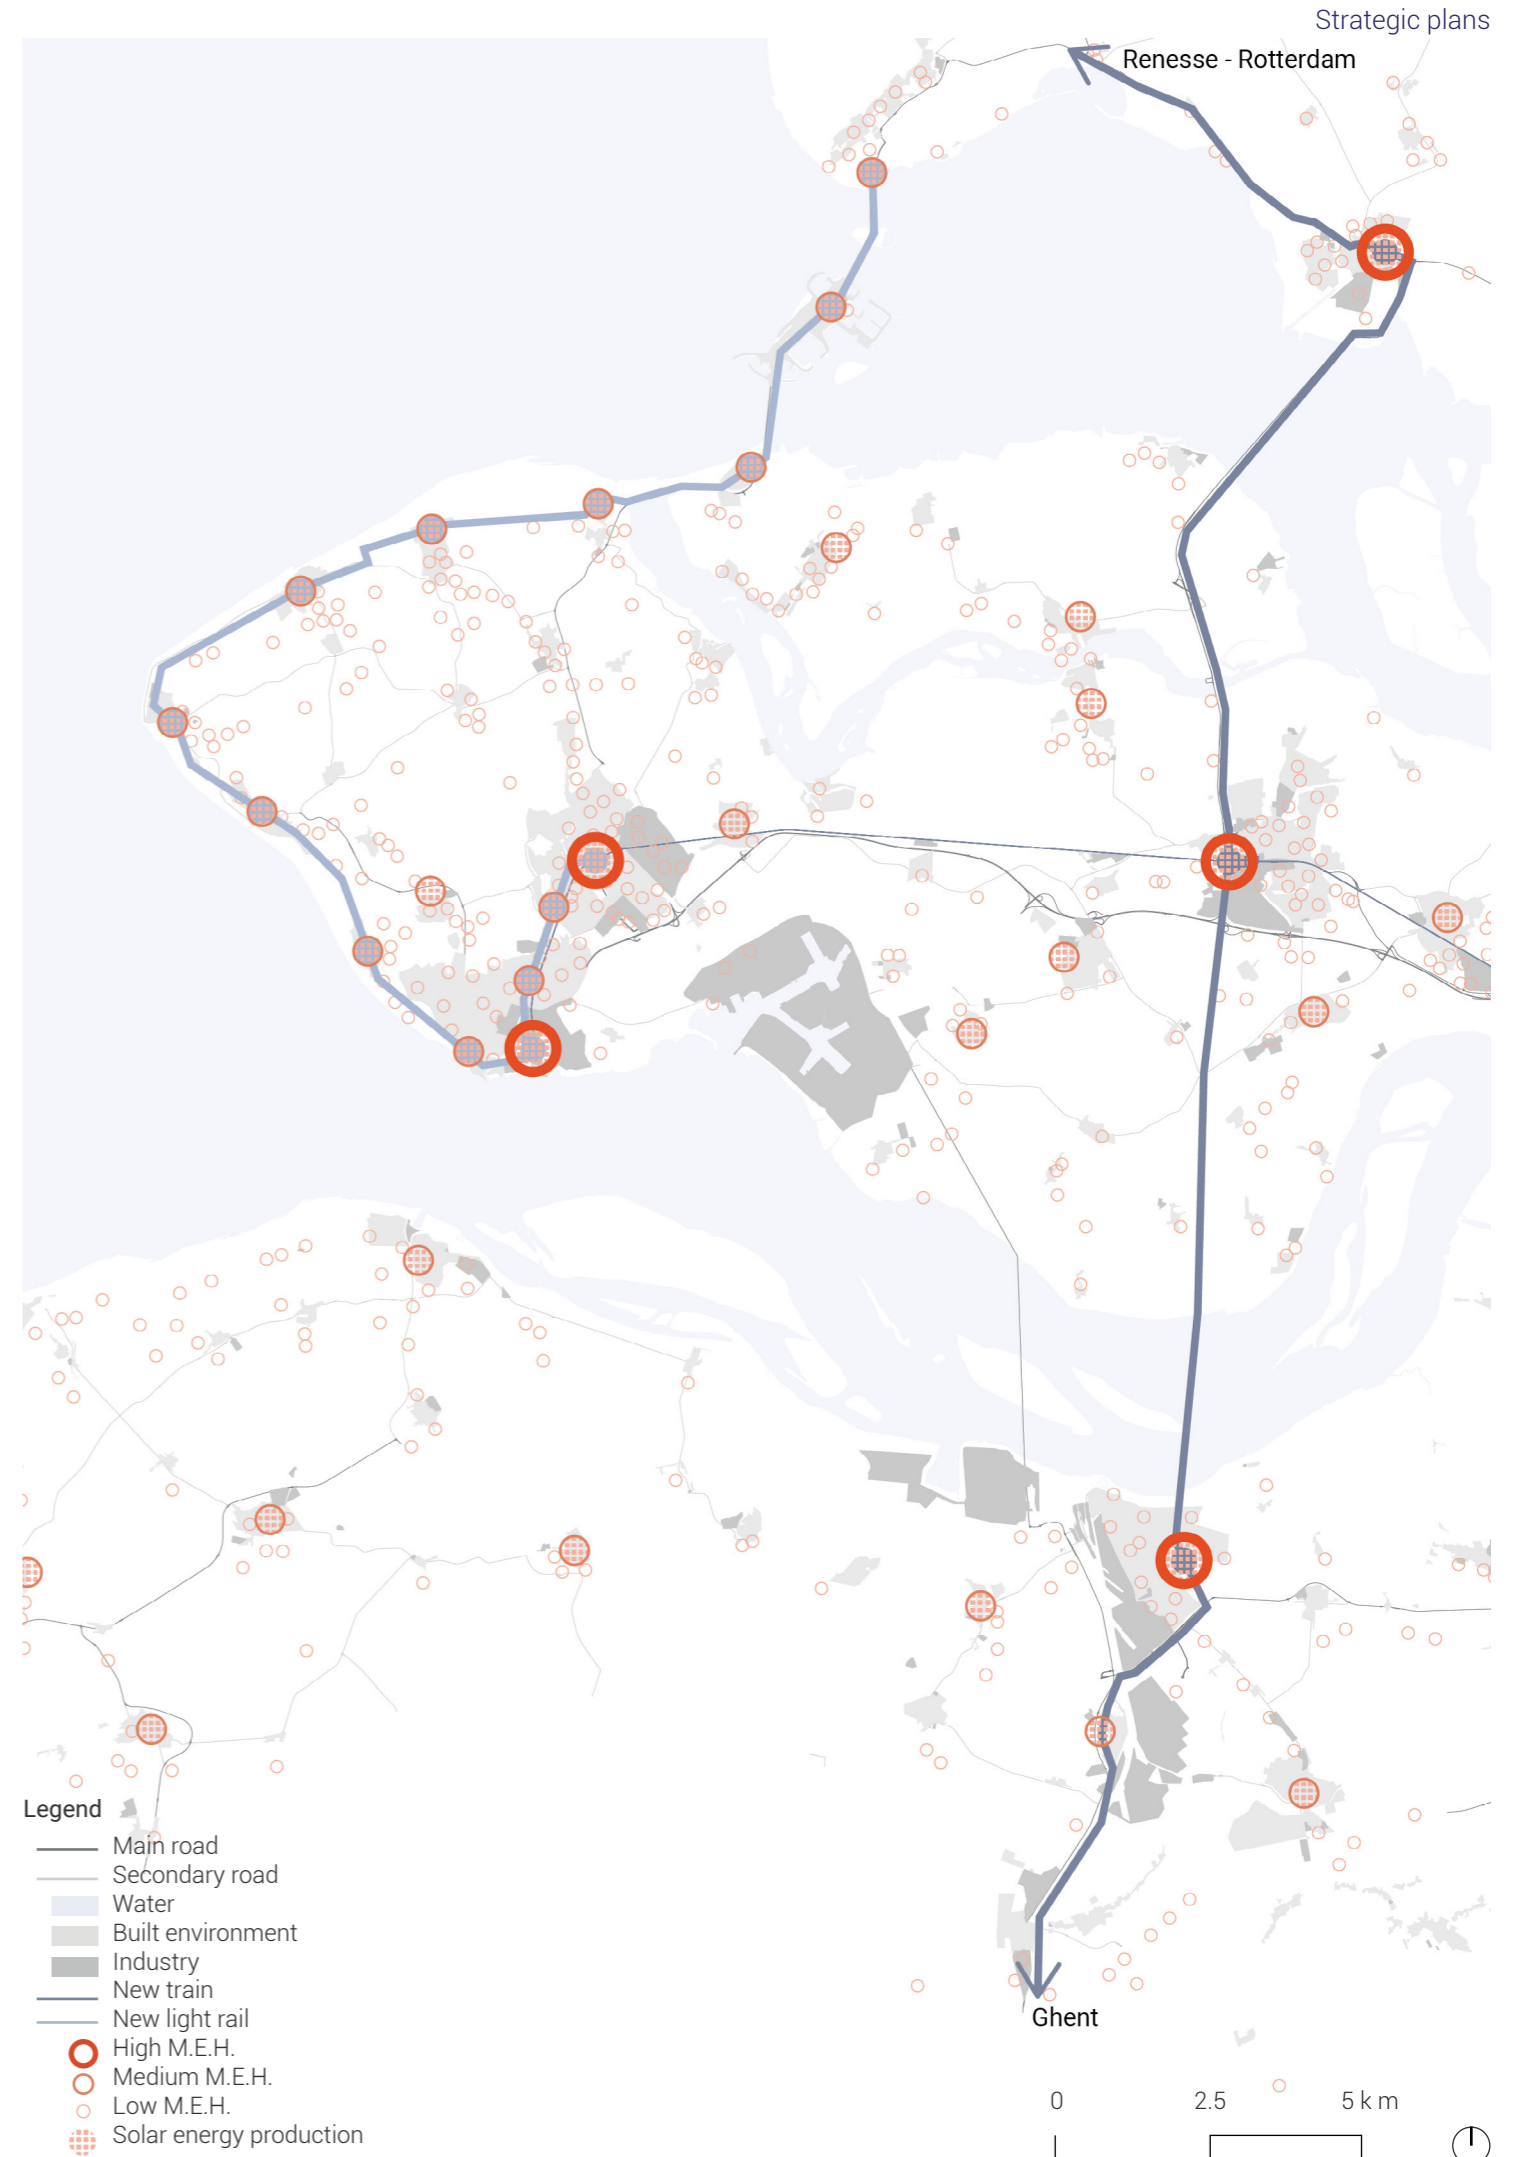 Strategic plans
Renesse - Rotterdam
Ghent
Legend
Main road
Secondary road
Water
Built environment
Industry
New train
New light rail
High M.E.H.
Medium M.E.H.
Low M.E.H.
Solar energy production
0 2.5 5 k m